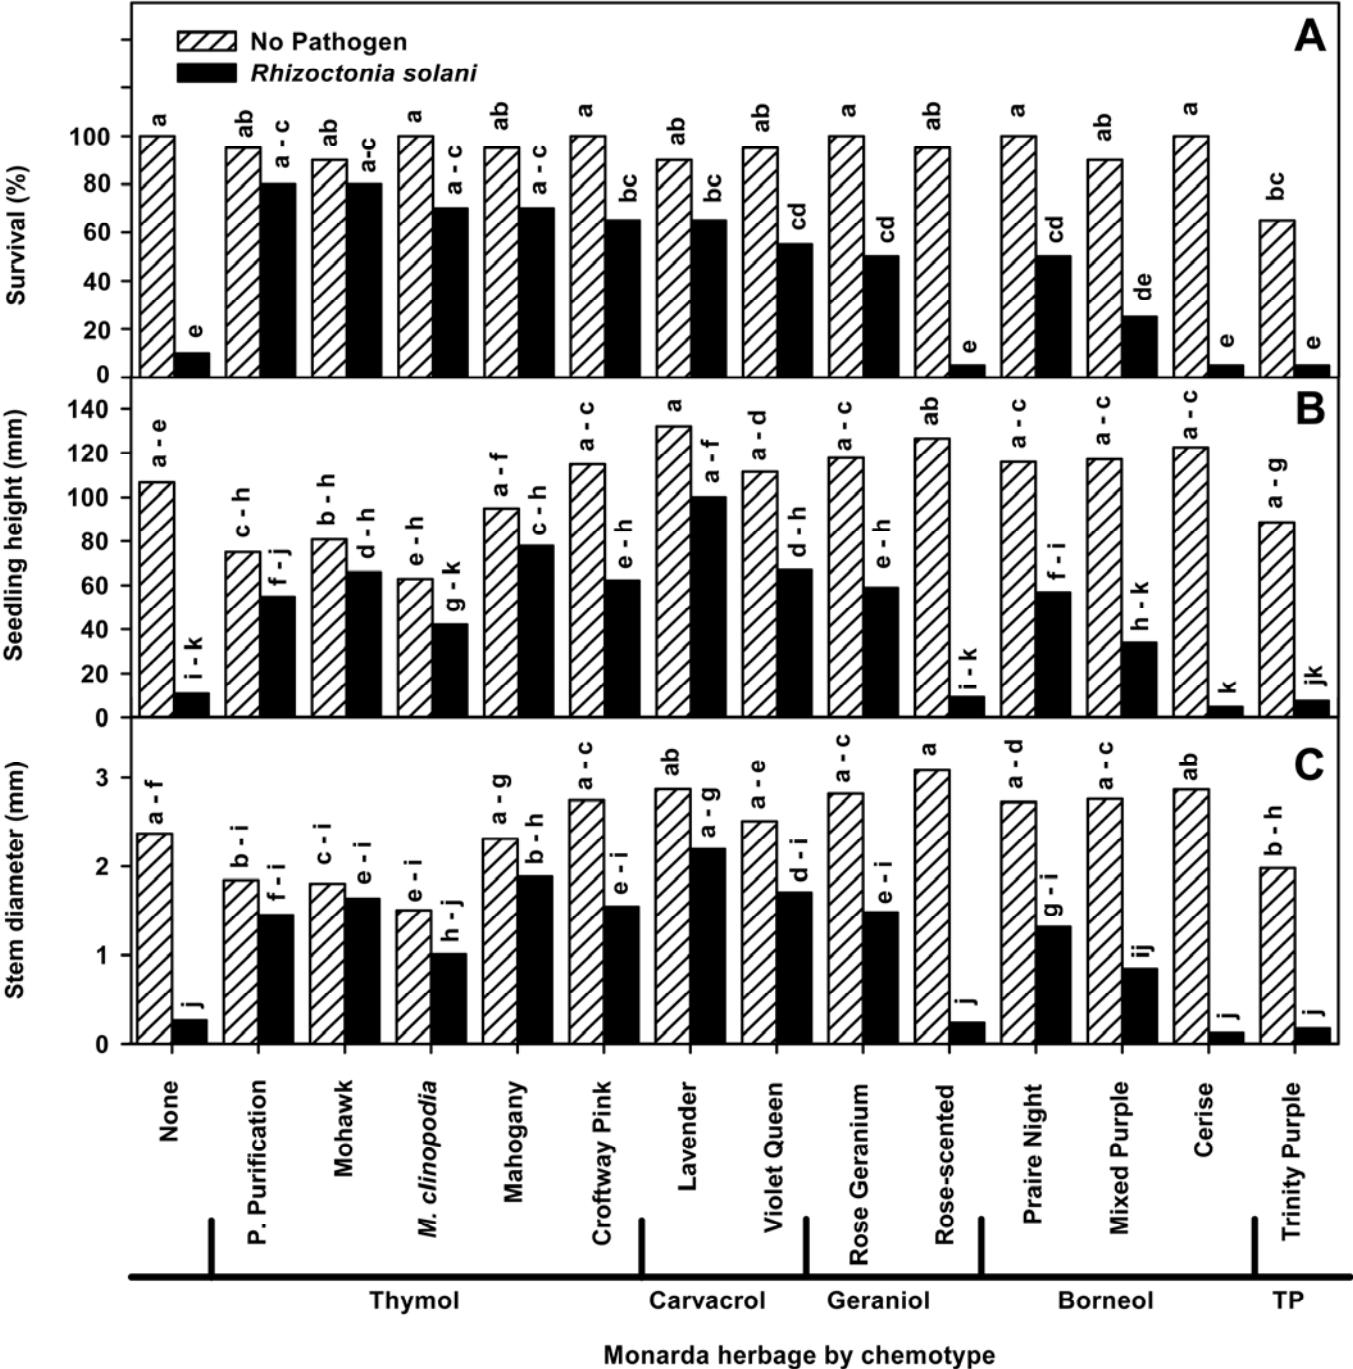 A
No Pathogen
Rhizoctonia solani
Survival (%)
100
80
60
40
20
0
a
e
ab
a - c
ab
a-c
a
a - c
ab
a - c
a
bc
ab
bc
ab
cd
a
cd
ab
e
a
cd
ab
de
a
e
bc
e
B
Seedling height (mm)
140
120
100
80
60
40
20
0
a - e
i - k
c - h
f - j
b - h
d - h
e - h
g - k
a - f
c - h
a - c
e - h
a
a - f
a - d
d - h
a - c
e - h
ab
i - k
a - c
f - i
a - c
h - k
a - c
k
a - g
jk
C
Stem diameter (mm)
3
2
1
0
a - f
j
b - i
f - i
c - i
e - i
e - i
h - j
a - g
b - h
a - c
e - i
ab
a - g
a - e
d - i
a - c
e - i
a
j
a - d
g - i
a - c
ij
ab
j
b - h
j
None
P. Purification
Mohawk
M. clinopodia
Mahogany
Croftway Pink
Lavender
Violet Queen
Rose Geranium
Rose-scented
Praire Night
Mixed Purple
Cerise
Trinity Purple
Thymol
Carvacrol
Geraniol
Borneol
TP
Monarda herbage by chemotype